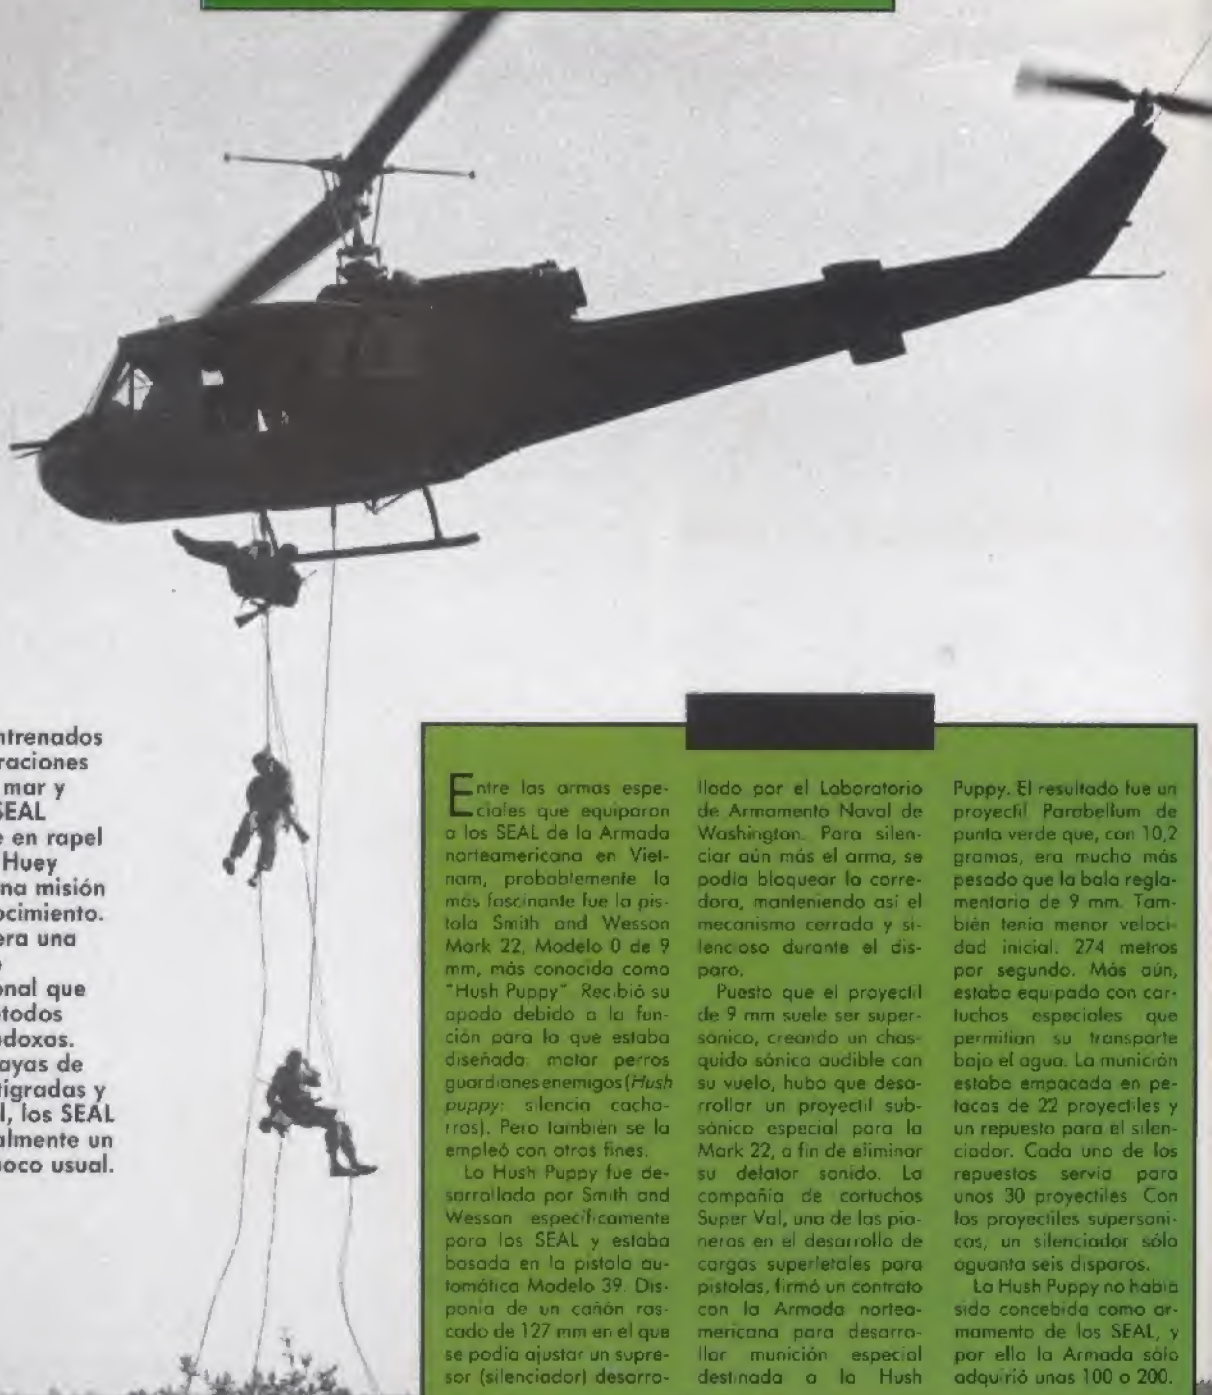 ntrenados
raciones
mar y
SEAL
e en rapel
Huey
na misión
ocimiento.
era una
onal que
todos
doxos.
ayas de
tigradas y
l, los SEAL
almente un
poco usual.
Entre las armas espe-
ciales que equiparon
a los SEAL de la Armada
norteamericana en Viet-
nam, probablemente la
más fascinante fue la pis-
tola Smith and Wesson
Mark 22, Modelo 0 de 9
mm, más conocida como
"Hush Puppy". Recibió su
apodo debido a la fun-
ción para la que estaba
diseñada: matar perros
guardianes enemigos (Hush
puppy: silencia cacho-
rros). Pero también se la
empleó con otros fines.
La Hush Puppy fue de-
sarrollada por Smith and
Wesson específicamente
para los SEAL y estaba
basada en la pistola au-
tomática Modelo 39. Dis-
ponía de un cañón ros-
cado de 127 mm en el que
se podía ajustar un supre-
sor (silenciador) desarro-
llado por el Laboratorio
de Armamento Naval de
Washington. Para silen-
ciar aún más el arma, se
podía bloquear la corre-
dora, manteniendo así el
mecanismo cerrado y si-
lencioso durante el dis-
paro.
Puesto que el proyectil
de 9 mm suele ser super-
sónico, creando un chas-
quido sónico audible con
su vuelo, hubo que desa-
rrollar un proyectil sub-
sónico especial para la
Mark 22, a fin de eliminar
su delator sonido. La
compañía de cartuchos
Super Val, una de las pio-
neras en el desarrollo de
cargas superletales para
pistolas, firmó un contrato
con la Armada nortea-
mericana para desarro-
llar munición especial
destinada a la Hush
Puppy. El resultado fue un
proyectil Parabellum de
punta verde que, con 10,2
gramos, era mucho más
pesado que la bala regla-
mentaria de 9 mm. Tam-
bién tenía menor veloci-
dad inicial: 274 metros
por segundo. Más aún,
estaba equipado con car-
tuchos especiales que
permitían su transporte
bajo el agua. La munición
estaba empacada en pe-
tacas de 22 proyectiles y
un repuesto para el silen-
ciador. Cada uno de los
repuestos servía para
unos 30 proyectiles. Con
los proyectiles supersóni-
cos, un silenciador sólo
aguanta seis disparos.
La Hush Puppy no había
sido concebida como ar-
mamento de los SEAL, y
por ello la Armada sólo
adquirió unas 100 o 200.